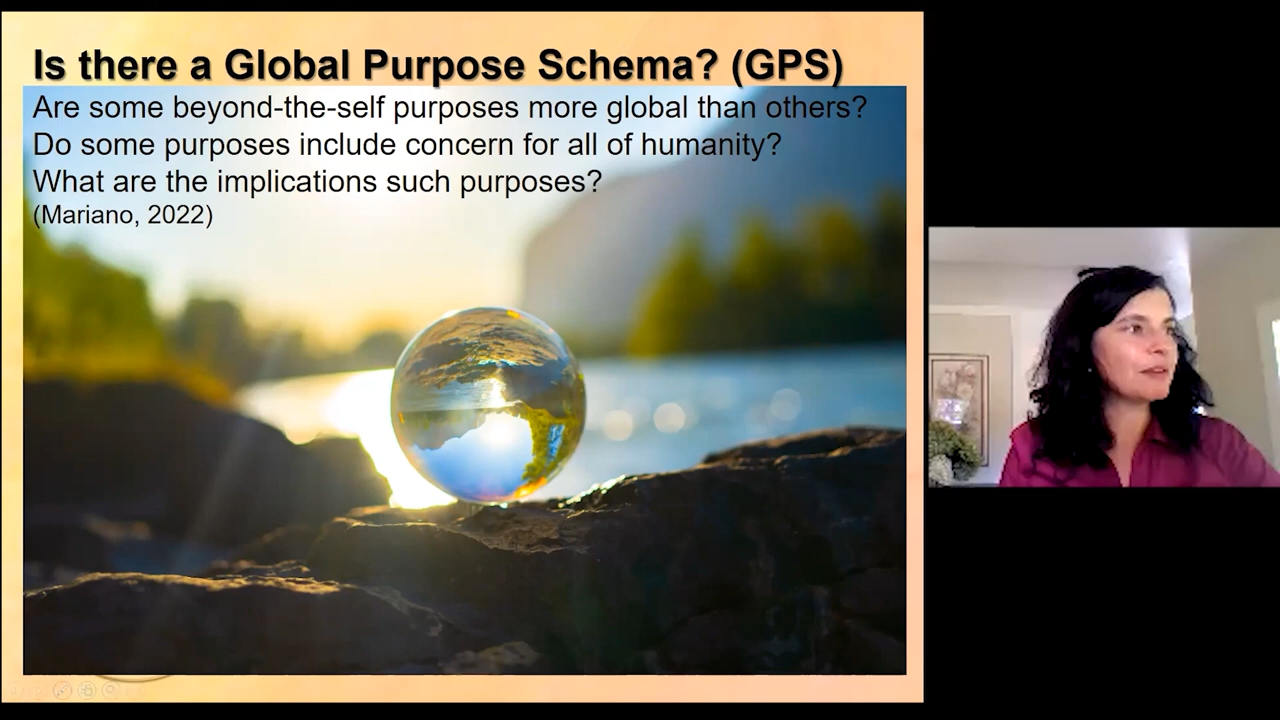 Is there a Global Purpose Schema? (GPS)
Are some beyond-the-self purposes more global than others?
Do some purposes include concern for all of humanity?
What are the implications such purposes?
(Mariano, 2022)